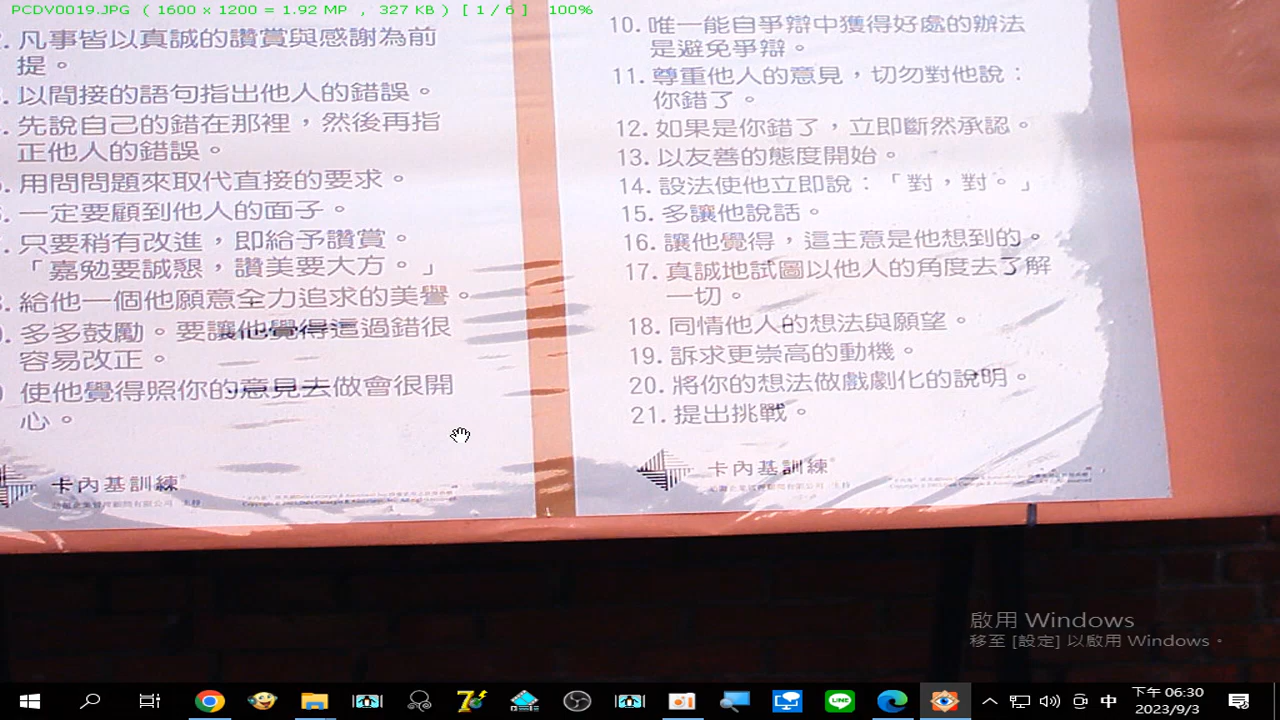 PCDV0019.JPG ( 1600 x 1200 = 1.92 MP , 327 KB ) [ 1 / 6 ] 100%
. 凡事皆以真誠的讚賞與感謝為前
提。
. 以間接的語句指出他人的錯誤。
. 先說自己的錯在那裡，然後再指
正他人的錯誤。
. 用問問題來取代直接的要求。
. 一定要顧到他人的面子。
. 只要稍有改進，即給予讚賞。
「嘉勉要誠懇，讚美要大方。」
. 給他一個他願意全力追求的美譽。
. 多多鼓勵。要讓他覺得這過錯很
容易改正。
使他覺得照你的意見去做會很開
心。
卡內基訓練®
10. 唯一能自爭辯中獲得好處的辦法
是避免爭辯。
11. 尊重他人的意見，切勿對他說：
你錯了。
12. 如果是你錯了，立即斷然承認。
13. 以友善的態度開始。
14. 設法使他立即說：「對，對。」
15. 多讓他說話。
16. 讓他覺得，這主意是他想到的。
17. 真誠地試圖以他人的角度去了解
一切。
18. 同情他人的想法與願望。
19. 訴求更崇高的動機。
20. 將你的想法做戲劇化的說明。
21. 提出挑戰。
卡內基訓練®
啟用 Windows
移至 [設定] 以啟用 Windows。
中
下午 06:30
2023/9/3
LINE